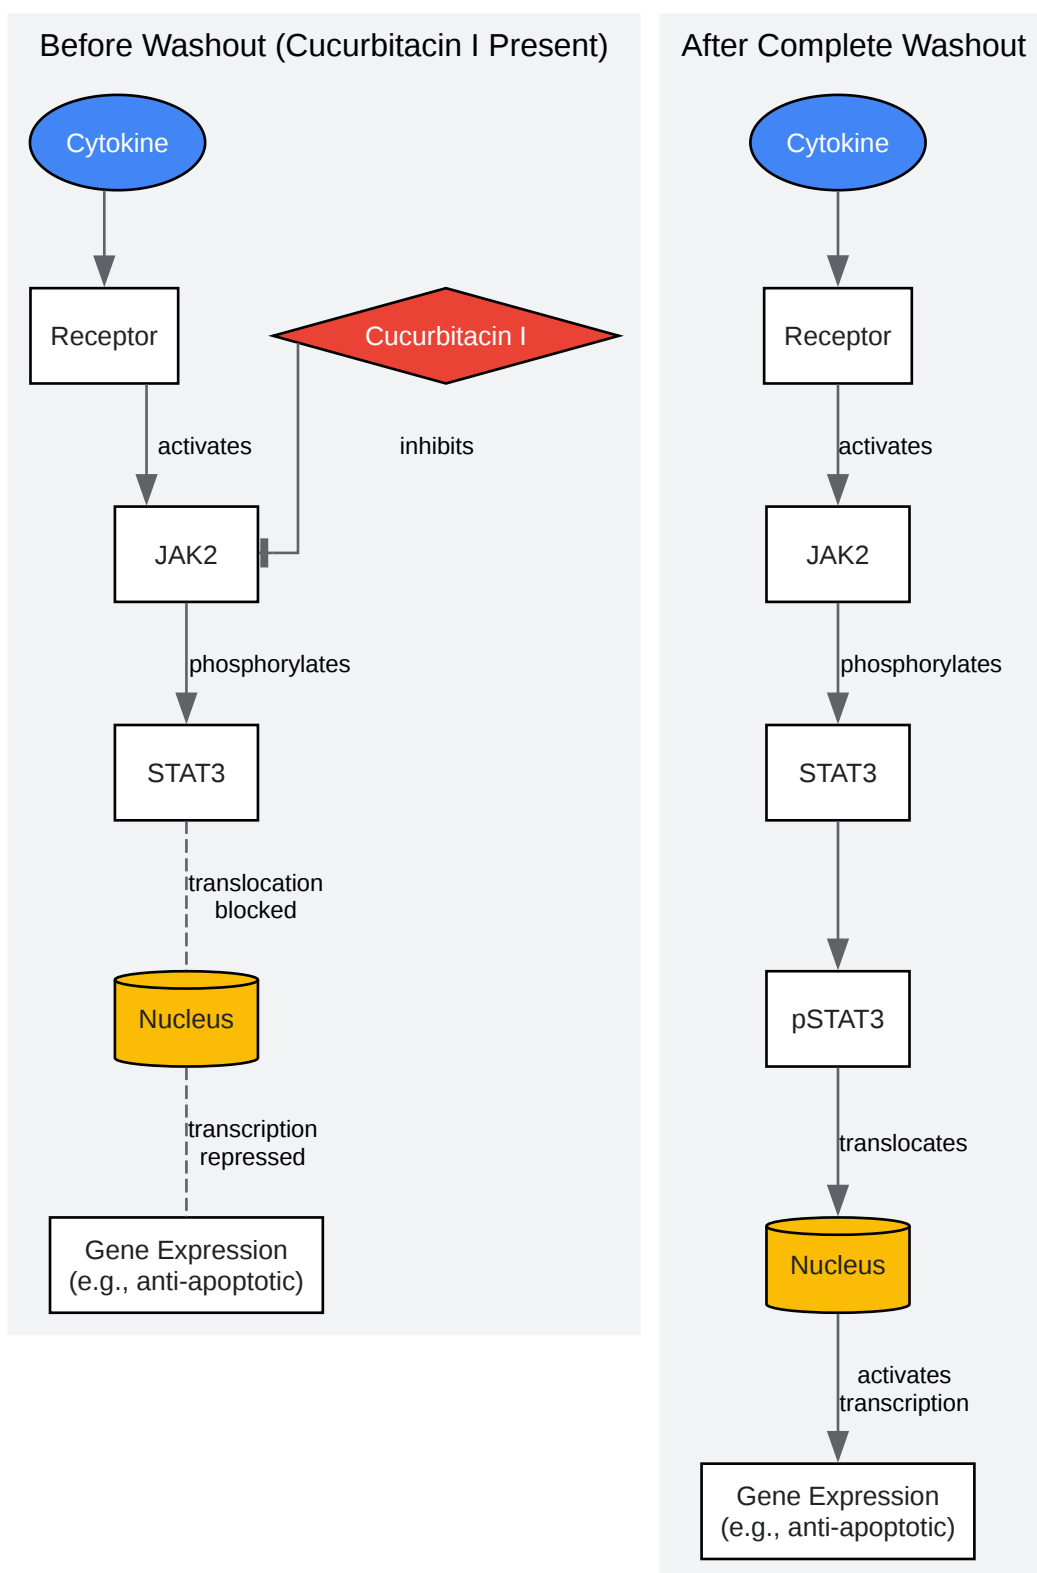 Before Washout (Cucurbitacin I Present)
Cytokine
Receptor
Cucurbitacin I
activates
inhibits
JAK2
phosphorylates
STAT3
translocation
blocked
Nucleus
transcription
repressed
Gene Expression
(e.g., anti-apoptotic)
After Complete Washout
Cytokine
Receptor
activates
JAK2
phosphorylates
STAT3
pSTAT3
translocates
Nucleus
activates
transcription
Gene Expression
(e.g., anti-apoptotic)